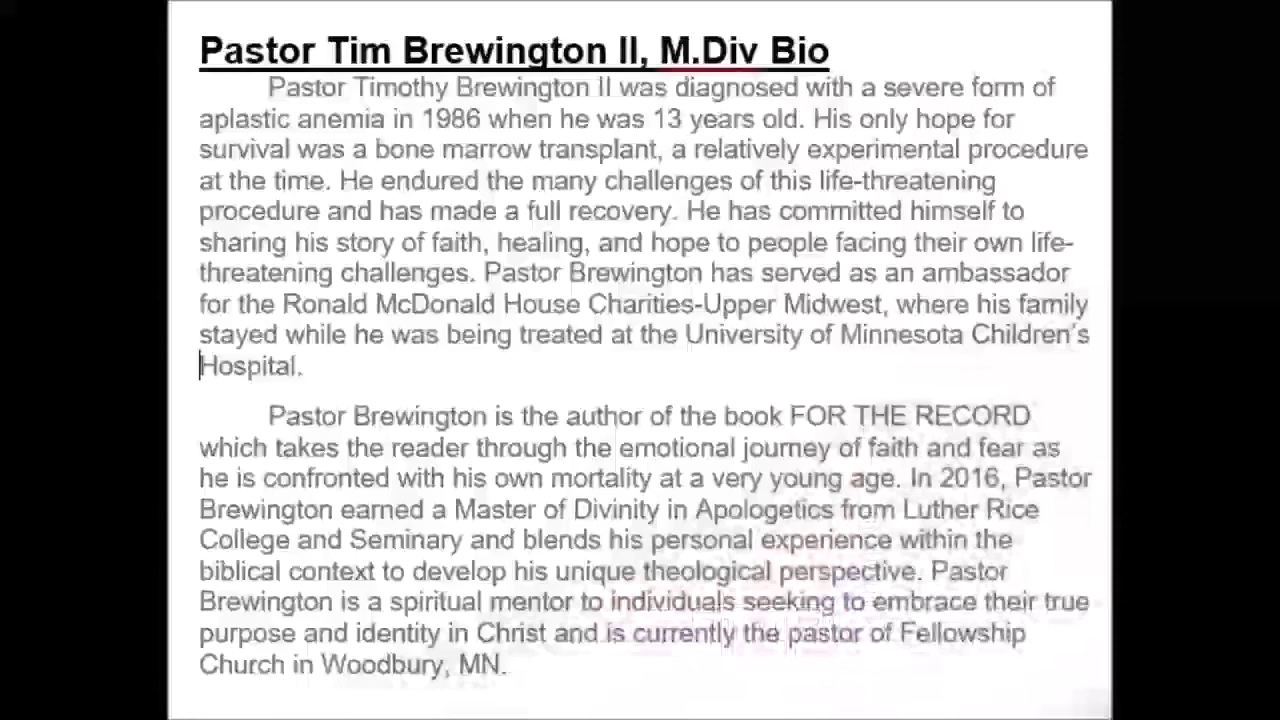 Pastor Tim Brewington II, M.Div Bio
Pastor Timothy Brewington II was diagnosed with a severe form of
aplastic anemia in 1986 when he was 13 years old. His only hope for
survival was a bone marrow transplant, a relatively experimental procedure
at the time. He endured the many challenges of this life-threatening
procedure and has made a full recovery. He has committed himself to
sharing his story of faith, healing, and hope to people facing their own life-
threatening challenges. Pastor Brewington has served as an ambassador
for the Ronald McDonald House Charities-Upper Midwest, where his family
stayed while he was being treated at the University of Minnesota Children's
Hospital.
Pastor Brewington is the author of the book FOR THE RECORD
which takes the reader through the emotional journey of faith and fear as
he is confronted with his own mortality at a very young age. In 2016, Pastor
Brewington earned a Master of Divinity in Apologetics from Luther Rice
College and Seminary and blends his personal experience within the
biblical context to develop his unique theological perspective. Pastor
Brewington is a spiritual mentor to individuals seeking to embrace their true
purpose and identity in Christ and is currently the pastor of Fellowship
Church in Woodbury, MN.